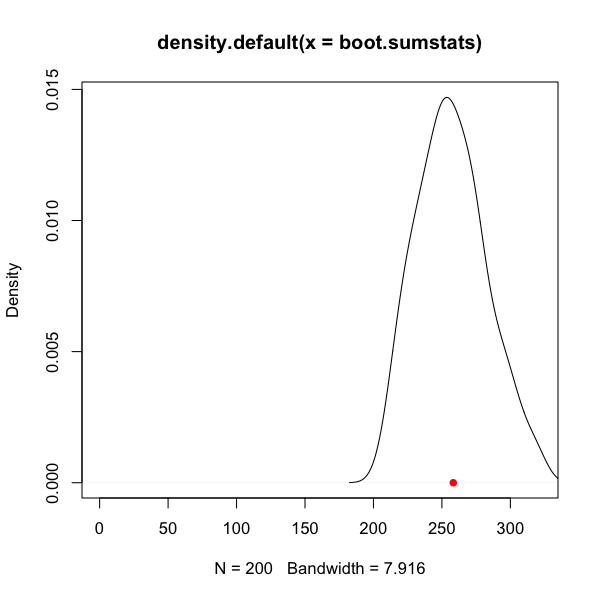 density.default(x = boot.sumstats)
0.015
0.010
0.005
0.000
Density
0 50 100 150 200 250 300
N = 200 Bandwidth = 7.916